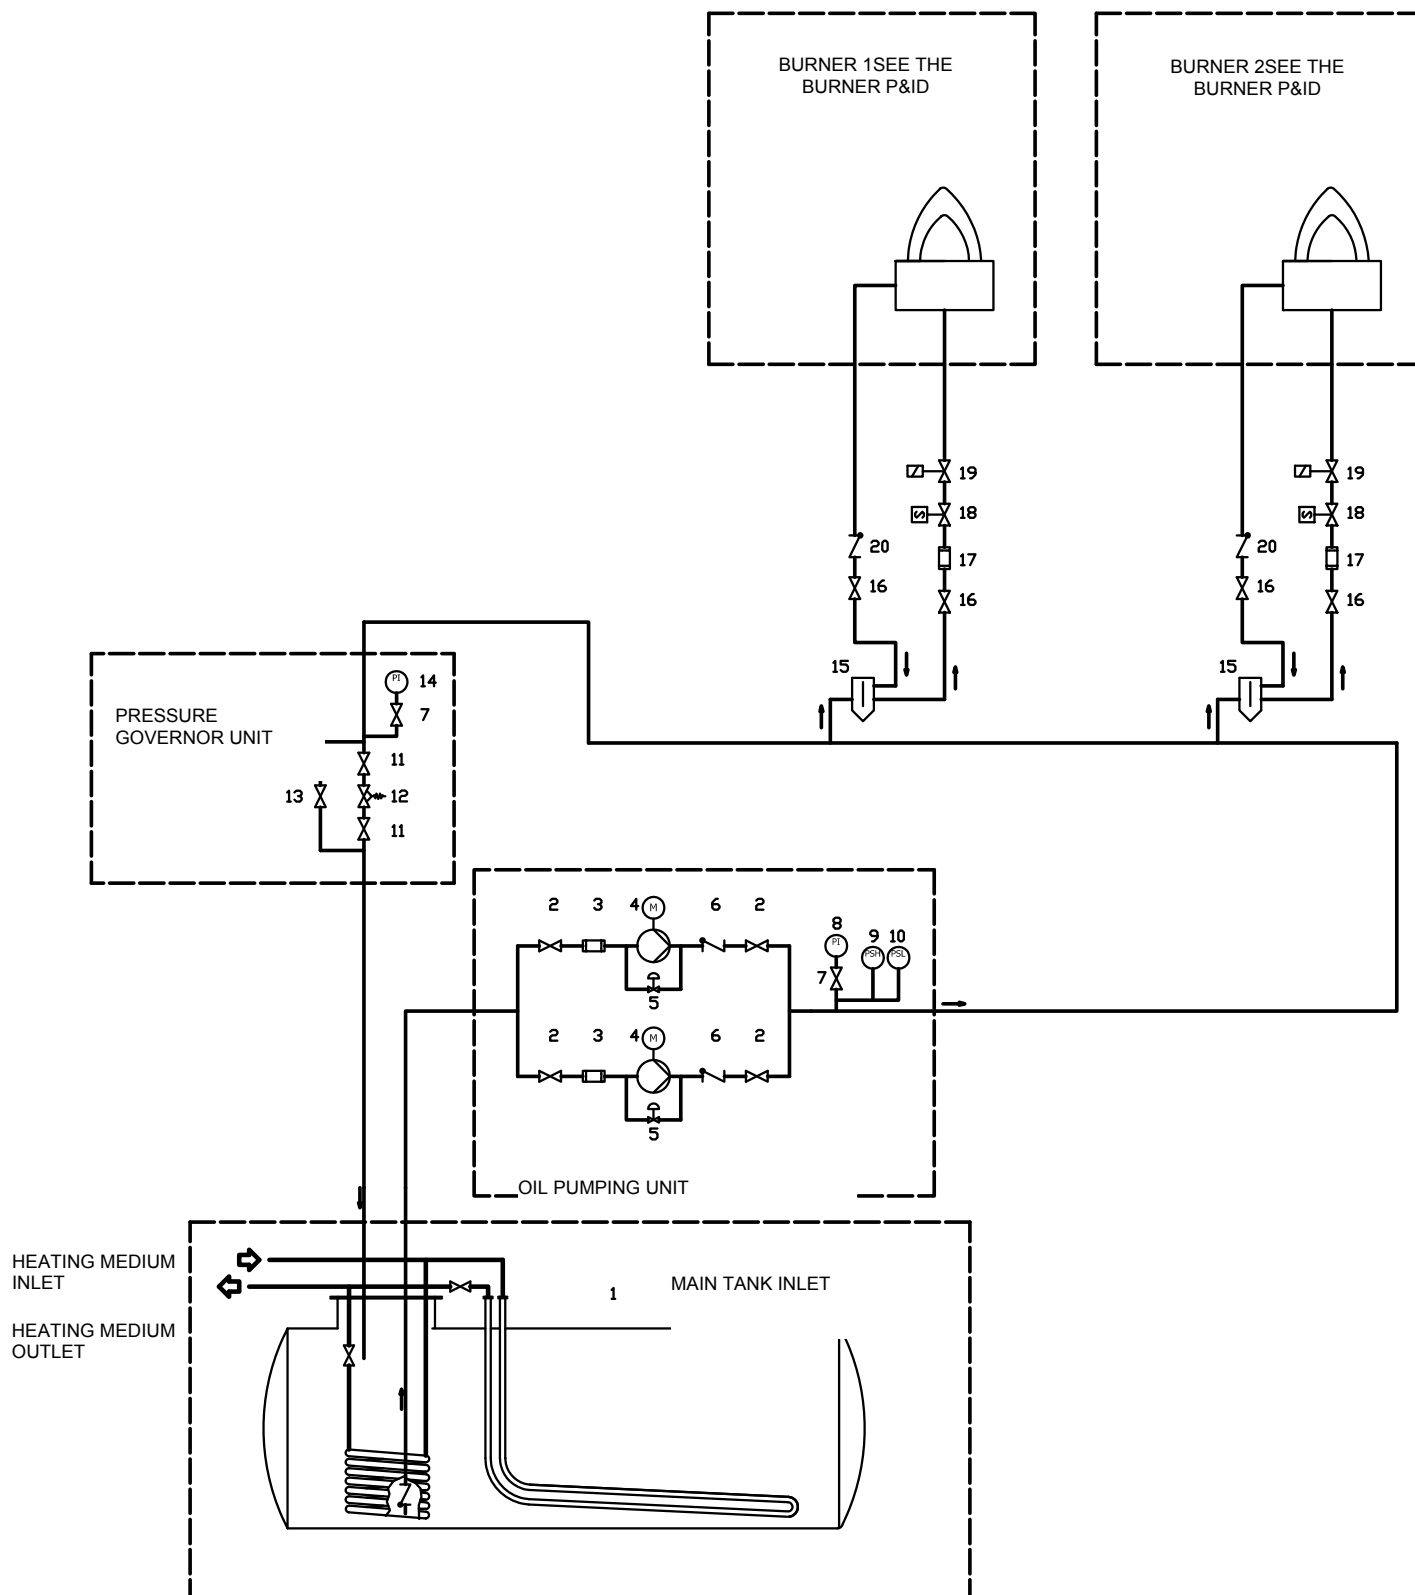 BURNER 1SEE THE
BURNER P&ID
BURNER 2SEE THE
BURNER P&ID
19
19
18
18
20
17
20
17
16
16
16
16
15
15
PI
14
7
PRESSURE
GOVERNOR UNIT
11
13
12
11
2
3
4
M
6
2
8
9
10
PI
PSH
PSL
7
5
2
3
4
M
6
2
5
OIL PUMPING UNIT
HEATING MEDIUM
INLET
1
MAIN TANK INLET
HEATING MEDIUM
OUTLET
S
S